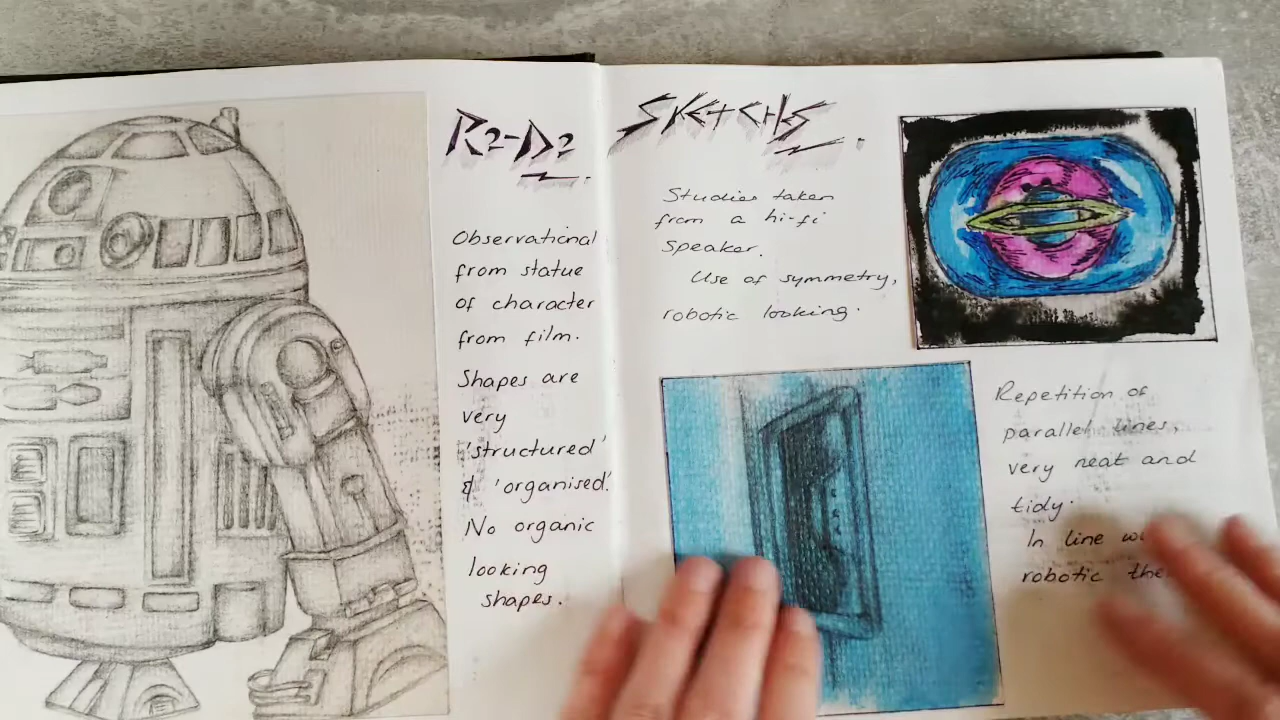 R2-D2
Observational
from statue
of character
from film.
Shapes are
very
'structured'
& 'organised'.
No organic
looking
shapes.
SKETCHS
Studies taken
from a hi-fi
speaker.
Use of symmetry,
robotic looking.
Repetition of
parallel lines,
very neat and
tidy.
In line
robotic